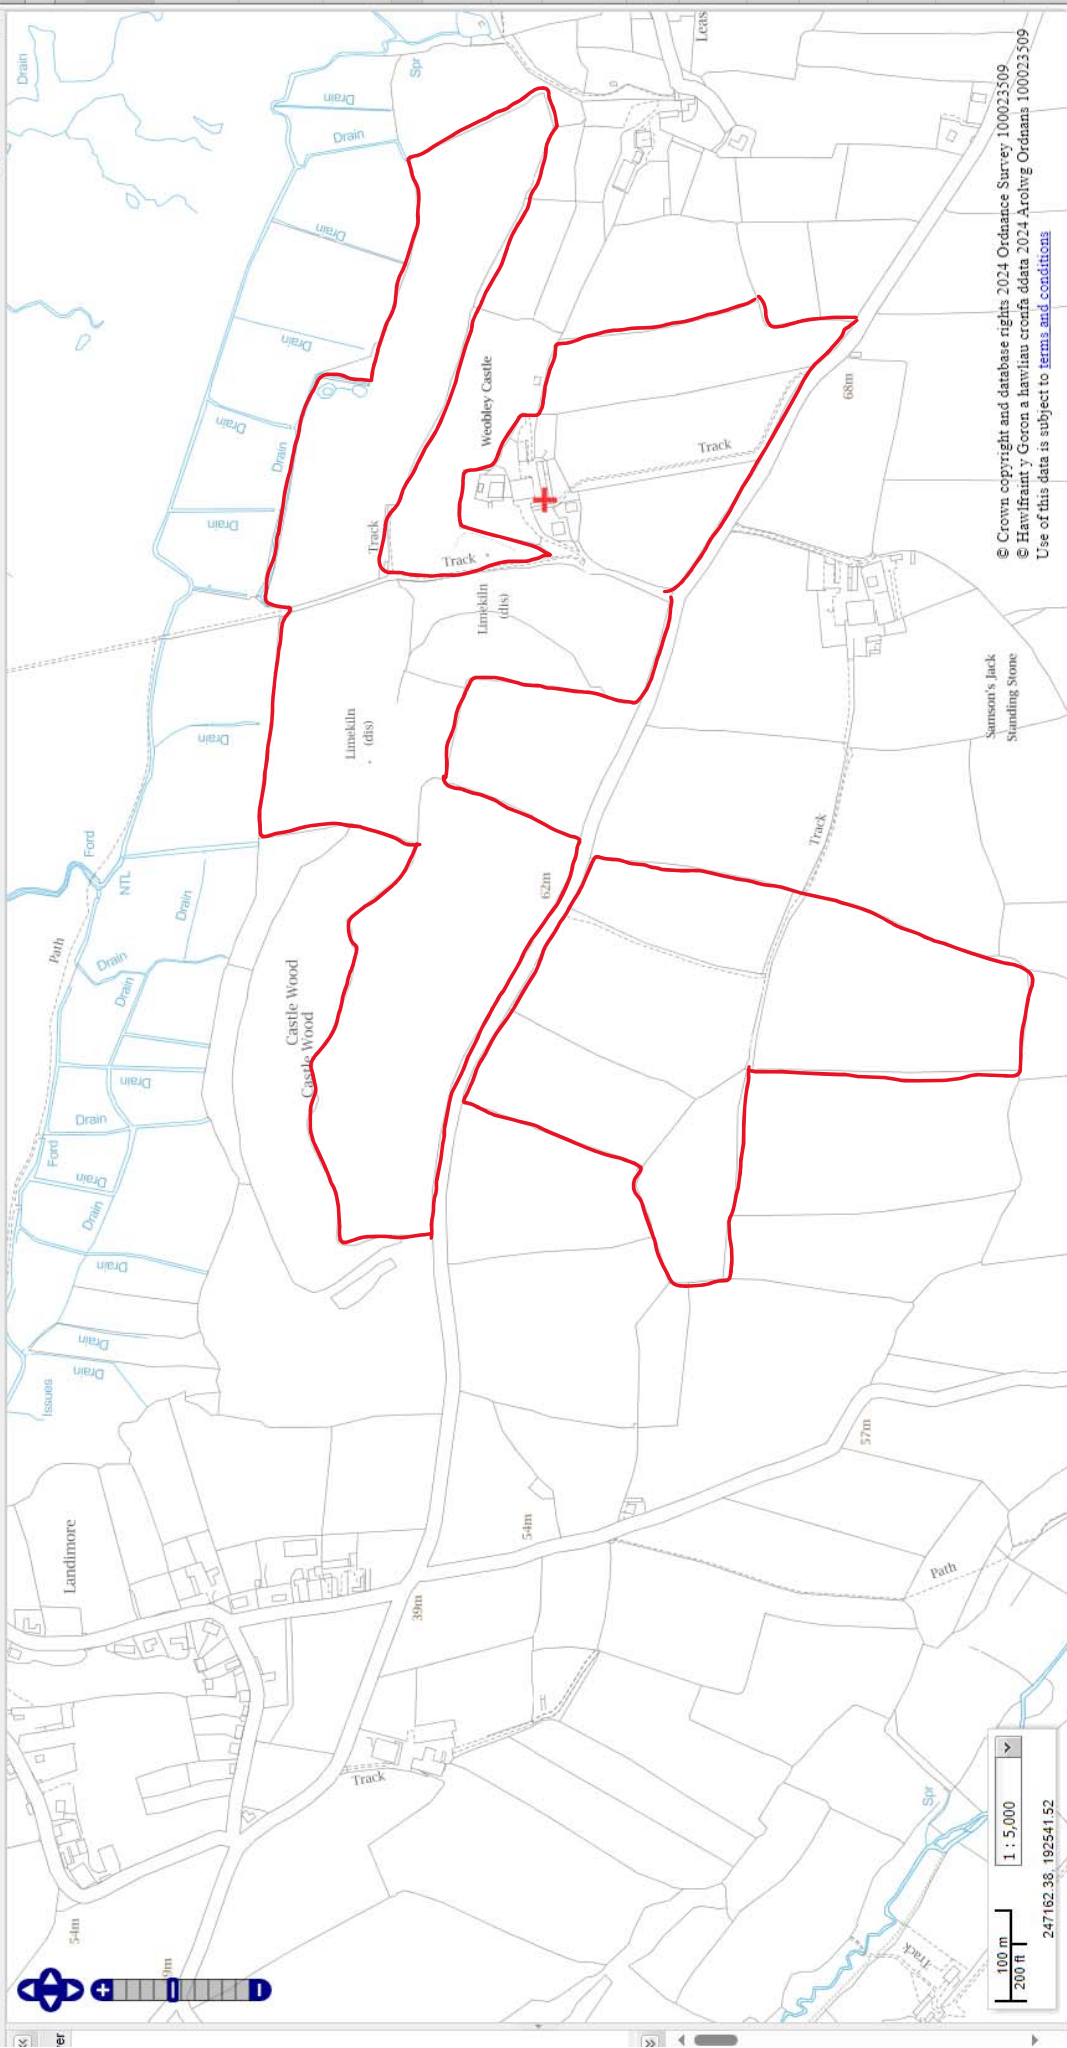 Landimore
Issues
Drain
Drain
Drain
Drain
Drain
Ford
Drain
Drain
Drain
Drain
Path
Drain
NTL
Ford
Drain
Drain
Drain
Drain
Drain
Drain
Drain
Drain
Drain
Drain
Spr
Castle Wood
Castle Wood
Limekiln
(dis)
Limekiln
(dis)
Track
Track
Weobley Castle
Track
Leas
54m
9m
39m
54m
57m
62m
68m
Track
Track
Path
Spr
Track
Samson's Jack
Standing Stone
100 m
200 ft
1 : 5,000
247162.38, 192541.52
© Crown copyright and database rights 2024 Ordnance Survey 100023509
© Hawlfraint y Goron a hawliau cronfa ddata 2024 Arolwg Ordnans 100023509
Use of this data is subject to terms and conditions
er